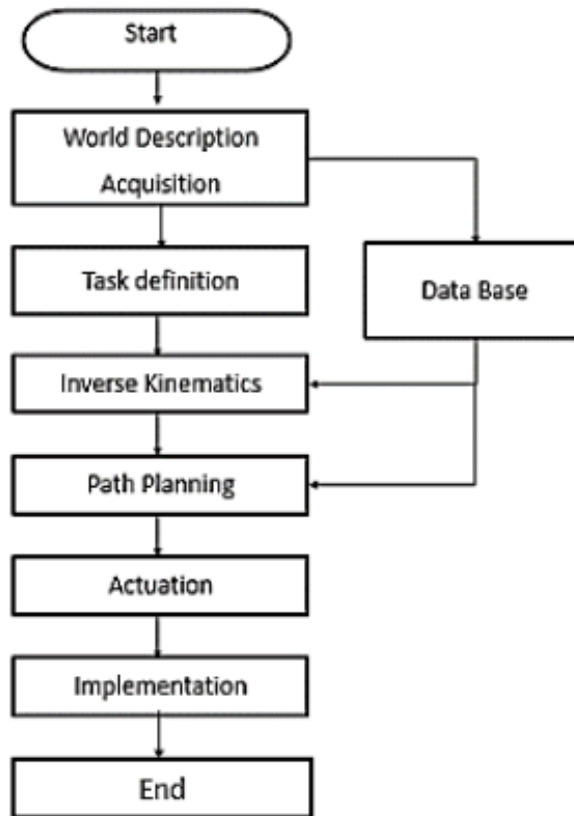 Start
World Description
Acquisition
Task definition
Data Base
Inverse Kinematics
Path Planning
Actuation
Implementation
End